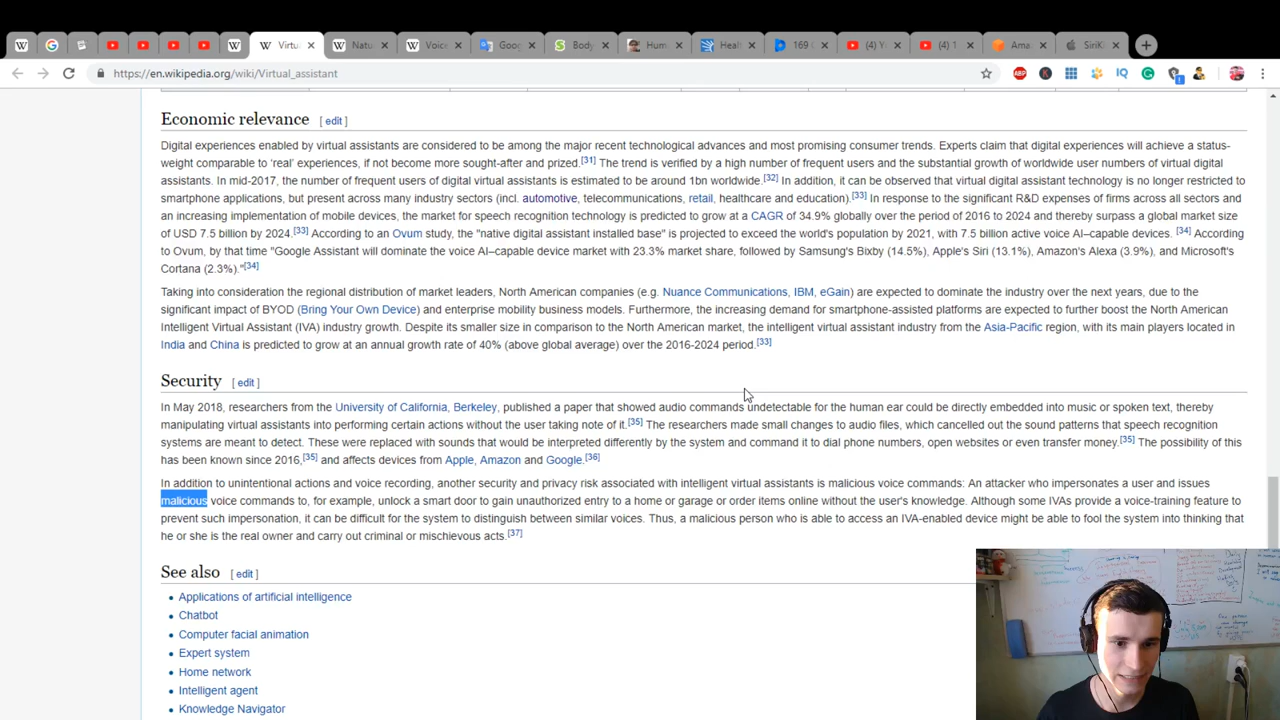 Virtu
Natu
Voice
Goog
Body
Hum
Healt
169 C
(4) Yo
(4) 1
Ama
SiriKi
https://en.wikipedia.org/wiki/Virtual_assistant
ABP
IQ
Economic relevance [ edit ]
Digital experiences enabled by virtual assistants are considered to be among the major recent technological advances and most promising consumer trends. Experts claim that digital experiences will achieve a status-
weight comparable to 'real' experiences, if not become more sought-after and prized.[31] The trend is verified by a high number of frequent users and the substantial growth of worldwide user numbers of virtual digital
assistants. In mid-2017, the number of frequent users of digital virtual assistants is estimated to be around 1bn worldwide.[32] In addition, it can be observed that virtual digital assistant technology is no longer restricted to
smartphone applications, but present across many industry sectors (incl. automotive, telecommunications, retail, healthcare and education).[33] In response to the significant R&D expenses of firms across all sectors and
an increasing implementation of mobile devices, the market for speech recognition technology is predicted to grow at a CAGR of 34.9% globally over the period of 2016 to 2024 and thereby surpass a global market size
of USD 7.5 billion by 2024.[33] According to an Ovum study, the "native digital assistant installed base" is projected to exceed the world's population by 2021, with 7.5 billion active voice AI–capable devices. [34] According
to Ovum, by that time "Google Assistant will dominate the voice AI–capable device market with 23.3% market share, followed by Samsung's Bixby (14.5%), Apple's Siri (13.1%), Amazon's Alexa (3.9%), and Microsoft's
Cortana (2.3%)."[34]
Taking into consideration the regional distribution of market leaders, North American companies (e.g. Nuance Communications, IBM, eGain) are expected to dominate the industry over the next years, due to the
significant impact of BYOD (Bring Your Own Device) and enterprise mobility business models. Furthermore, the increasing demand for smartphone-assisted platforms are expected to further boost the North American
Intelligent Virtual Assistant (IVA) industry growth. Despite its smaller size in comparison to the North American market, the intelligent virtual assistant industry from the Asia-Pacific region, with its main players located in
India and China is predicted to grow at an annual growth rate of 40% (above global average) over the 2016-2024 period.[33]
Security [ edit ]
In May 2018, researchers from the University of California, Berkeley, published a paper that showed audio commands undetectable for the human ear could be directly embedded into music or spoken text, thereby
manipulating virtual assistants into performing certain actions without the user taking note of it.[35] The researchers made small changes to audio files, which cancelled out the sound patterns that speech recognition
systems are meant to detect. These were replaced with sounds that would be interpreted differently by the system and command it to dial phone numbers, open websites or even transfer money.[35] The possibility of this
has been known since 2016,[35] and affects devices from Apple, Amazon and Google.[36]
In addition to unintentional actions and voice recording, another security and privacy risk associated with intelligent virtual assistants is malicious voice commands: An attacker who impersonates a user and issues
malicious voice commands to, for example, unlock a smart door to gain unauthorized entry to a home or garage or order items online without the user's knowledge. Although some IVAs provide a voice-training feature to
prevent such impersonation, it can be difficult for the system to distinguish between similar voices. Thus, a malicious person who is able to access an IVA-enabled device might be able to fool the system into thinking that
he or she is the real owner and carry out criminal or mischievous acts.[37]
See also [ edit ]
Applications of artificial intelligence
Chatbot
Computer facial animation
Expert system
Home network
Intelligent agent
Knowledge Navigator